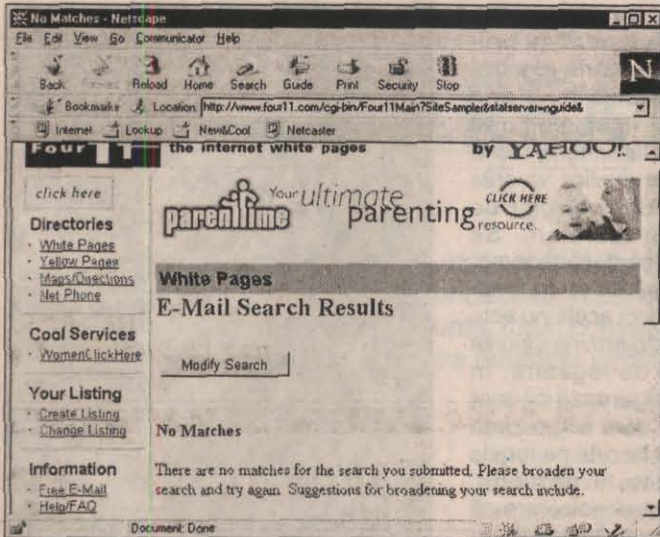 No Matches - Netscape
File Edit View Go Communicator Help
Back Forward Reload Home Search Guide Print Security Stop
N
Bookmarks Location: http://www.four11.com/cgi-bin/Four11Main?SiteSampler&statserver=nguide&
Internet Lookup New&Cool Netcaster
Four11 the internet white pages by YAHOO!
click here
parentime Your ultimate parenting resource. CLICK HERE
Directories
White Pages
Yellow Pages
Maps/Directions
Net Phone
Cool Services
WomenClickHere
Your Listing
Create Listing
Change Listing
Information
Free E-Mail
Help/FAQ
White Pages
E-Mail Search Results
Modify Search
No Matches
There are no matches for the search you submitted. Please broaden your
search and try again. Suggestions for broadening your search include.
Document: Done